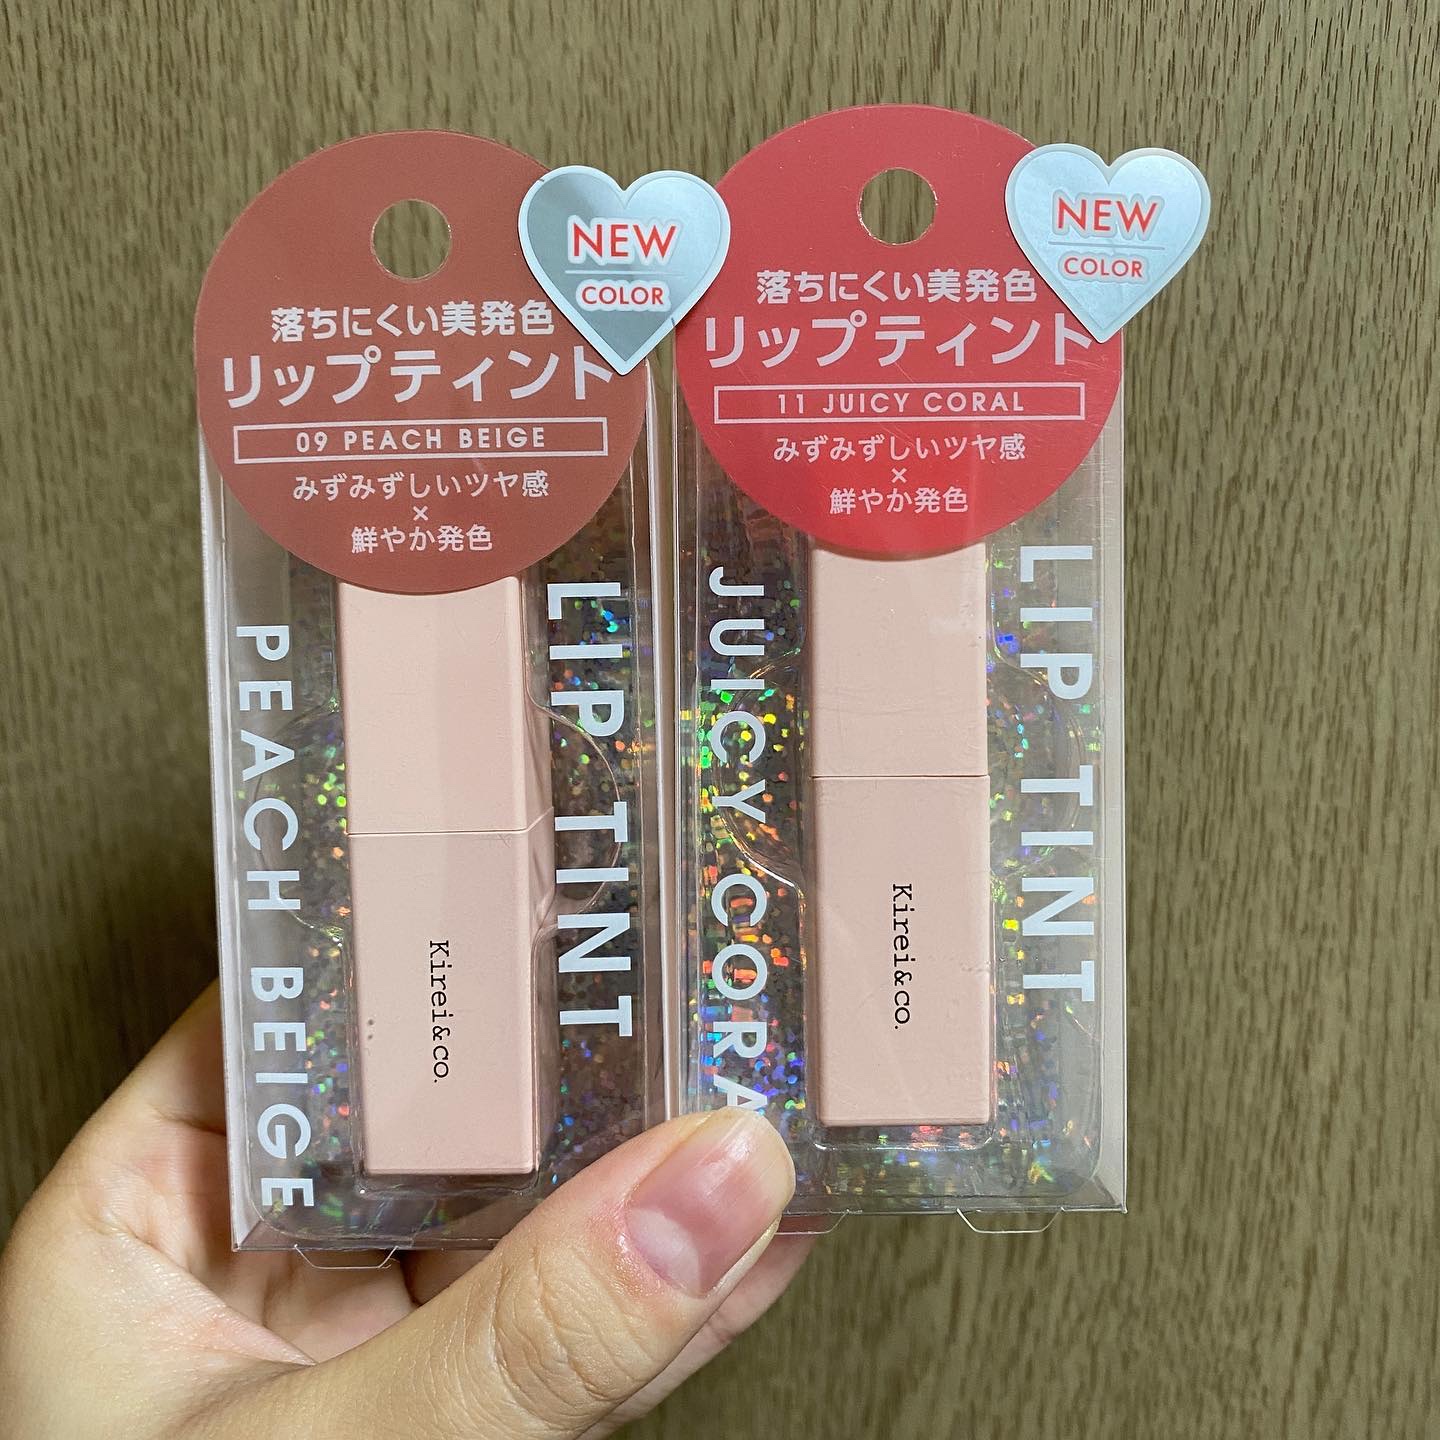 NEW
COLOR
落ちにくい美発色
リップティント
09 PEACH BEIGE
みずみずしいツヤ感
×
鮮やか発色
PEACH BEIGE
LIP TINT
Kirei&co.
NEW
COLOR
落ちにくい美発色
リップティント
11 JUICY CORAL
みずみずしいツヤ感
×
鮮やか発色
JUICY CORA
LIP TINT
Kirei&co.